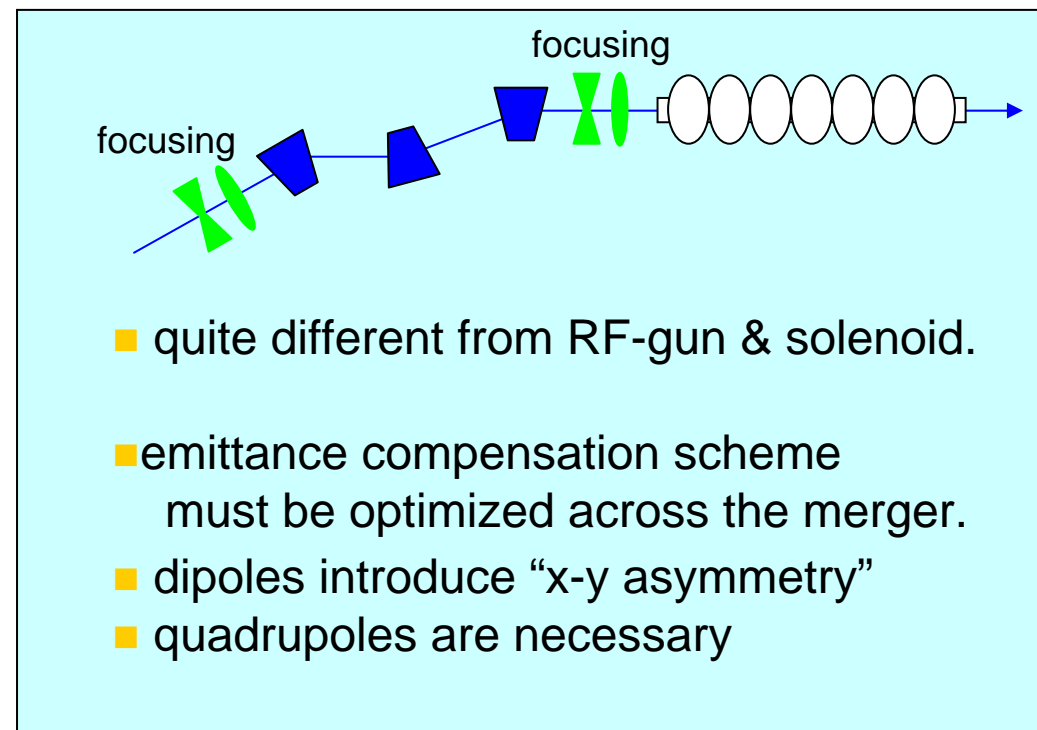 focusing
focusing
quite different from RF-gun & solenoid.
emittance compensation scheme
must be optimized across the merger.
dipoles introduce “x-y asymmetry”
quadrupoles are necessary